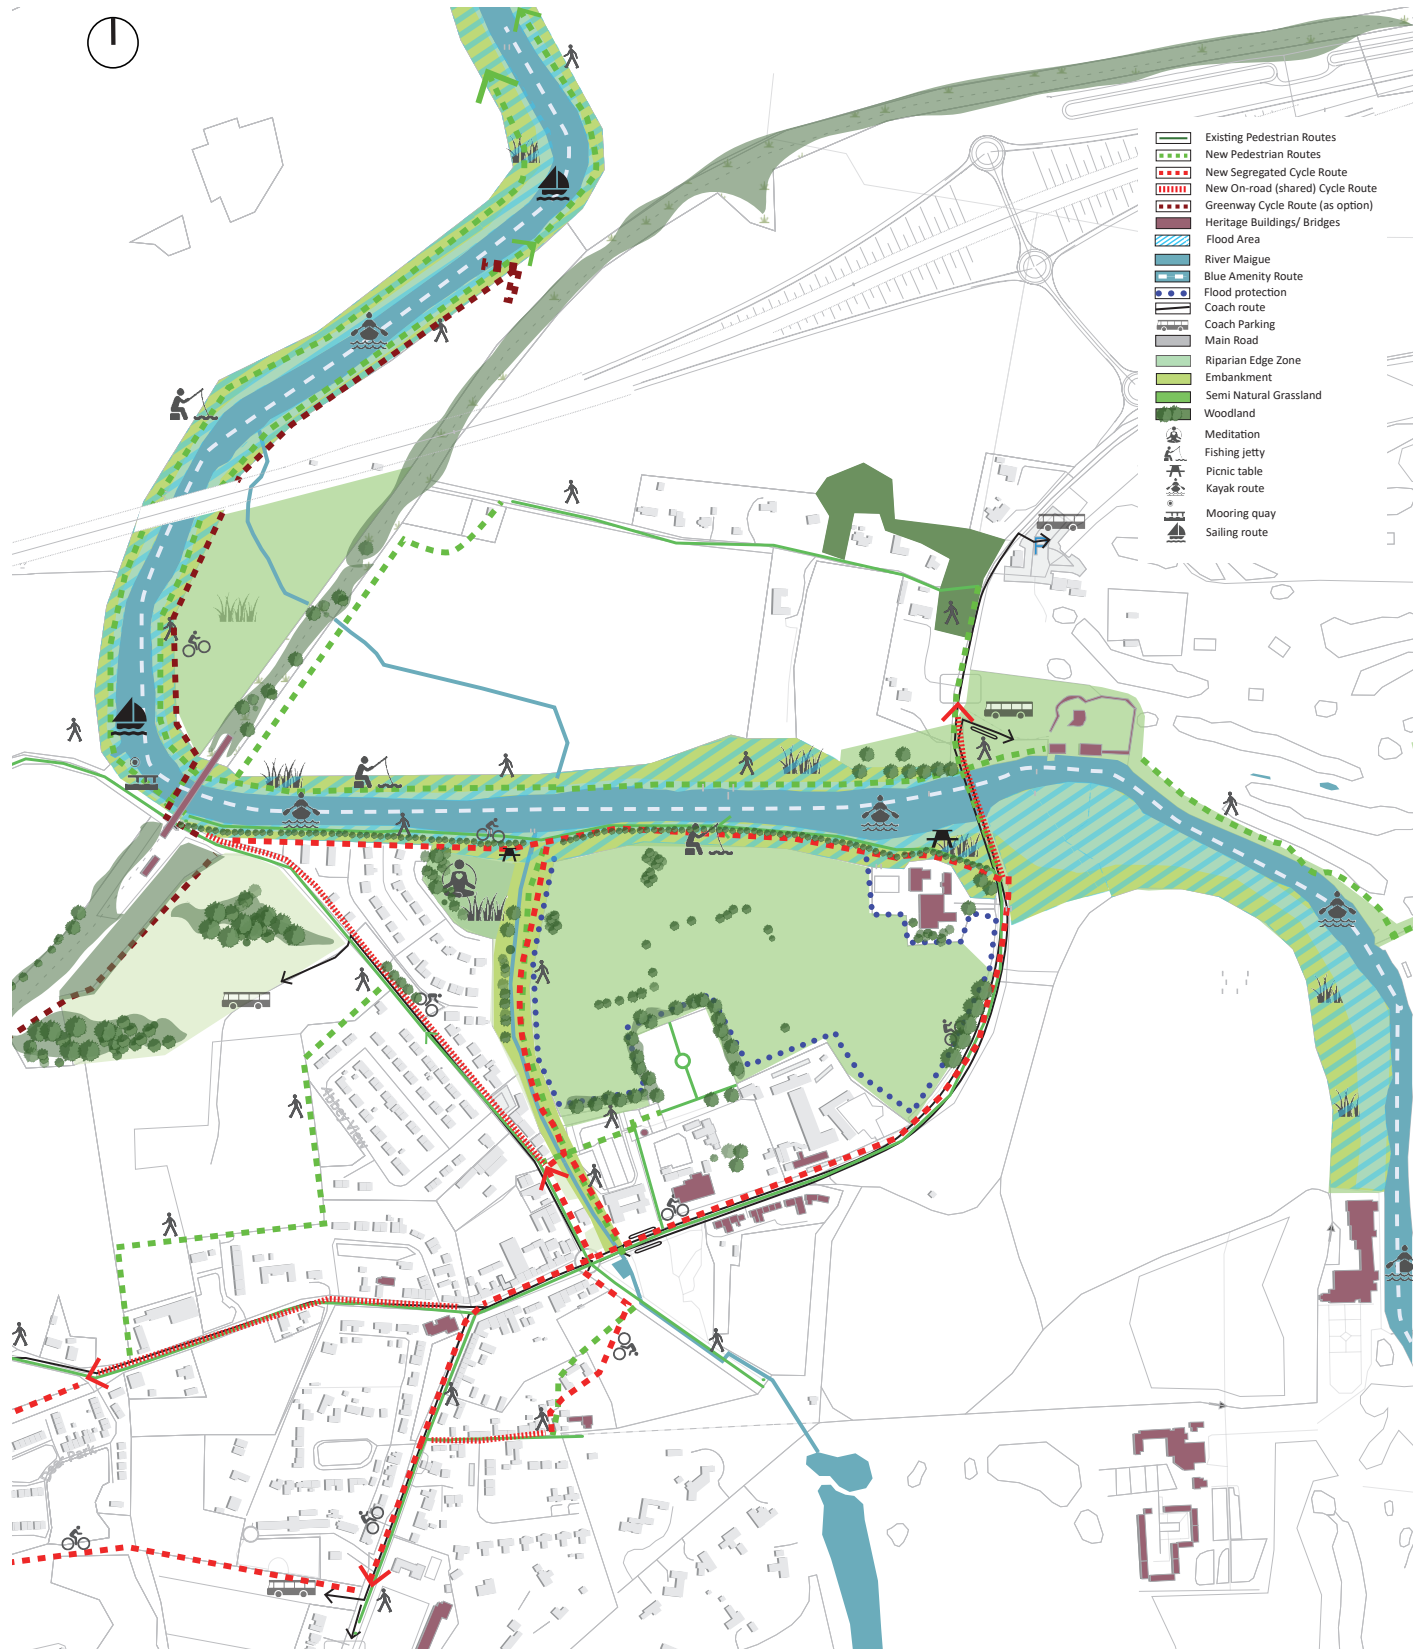 Existing Pedestrian Routes
New Pedestrian Routes
New Segregated Cycle Route
New On-road (shared) Cycle Route
Greenway Cycle Route (as option)
Heritage Buildings/ Bridges
Flood Area
River Maigue
Blue Amenity Route
Flood protection
Coach route
Coach Parking
Main Road
Riparian Edge Zone
Embankment
Semi Natural Grassland
Woodland
Meditation
Fishing jetty
Picnic table
Kayak route
Mooring quay
Sailing route
P
Abbey View
Park